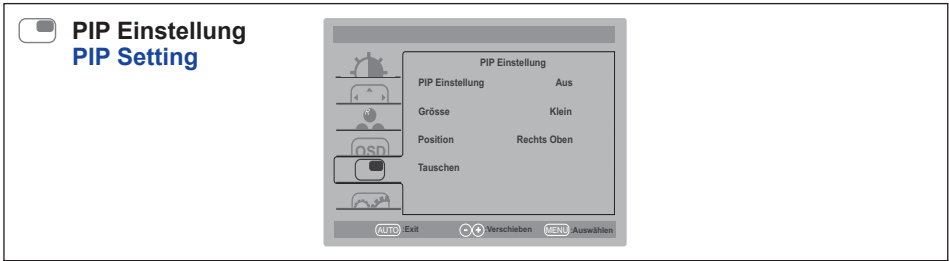 PIP Einstellung
PIP Setting
PIP Einstellung
PIP Einstellung Aus
Grösse Klein
Position Rechts Oben
OSD
Tauschen
AUTO :Exit - + :Verschieben MENU :Auswählen